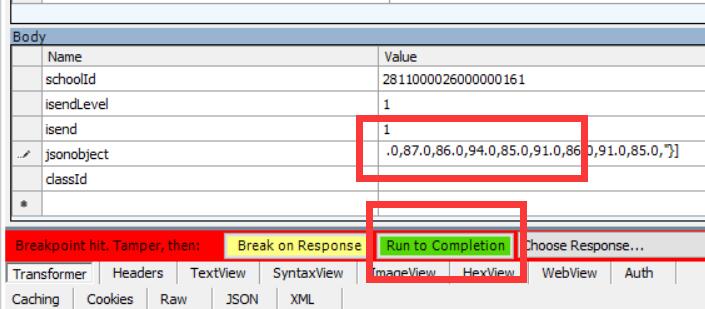 Body
Name Value
schoolId 2811000026000000161
isendLevel 1
isend 1
jsonobject .0,87.0,86.0,94.0,85.0,91.0,86.0,91.0,85.0,"}]
classId
Breakpoint hit. Tamper, then: Break on Response Run to Completion Choose Response...
Transformer Headers TextView SyntaxView ImageView HexView WebView Auth
Caching Cookies Raw JSON XML